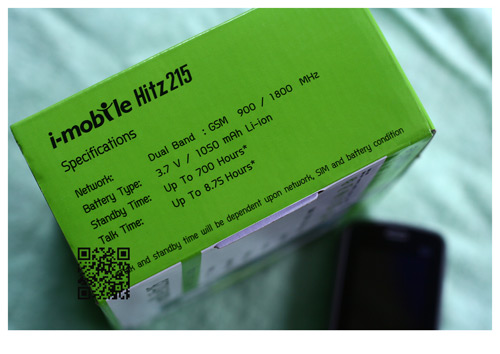 i-mobile Hitz 215
Specifications
Network: Dual Band : GSM 900 / 1800 MHz
Battery Type: 3.7 V / 1050 mAh Li-ion
Standby Time: Up To 700 Hours*
Talk Time: Up To 8.75 Hours*
and standby time will be dependent upon network, SIM and battery condition